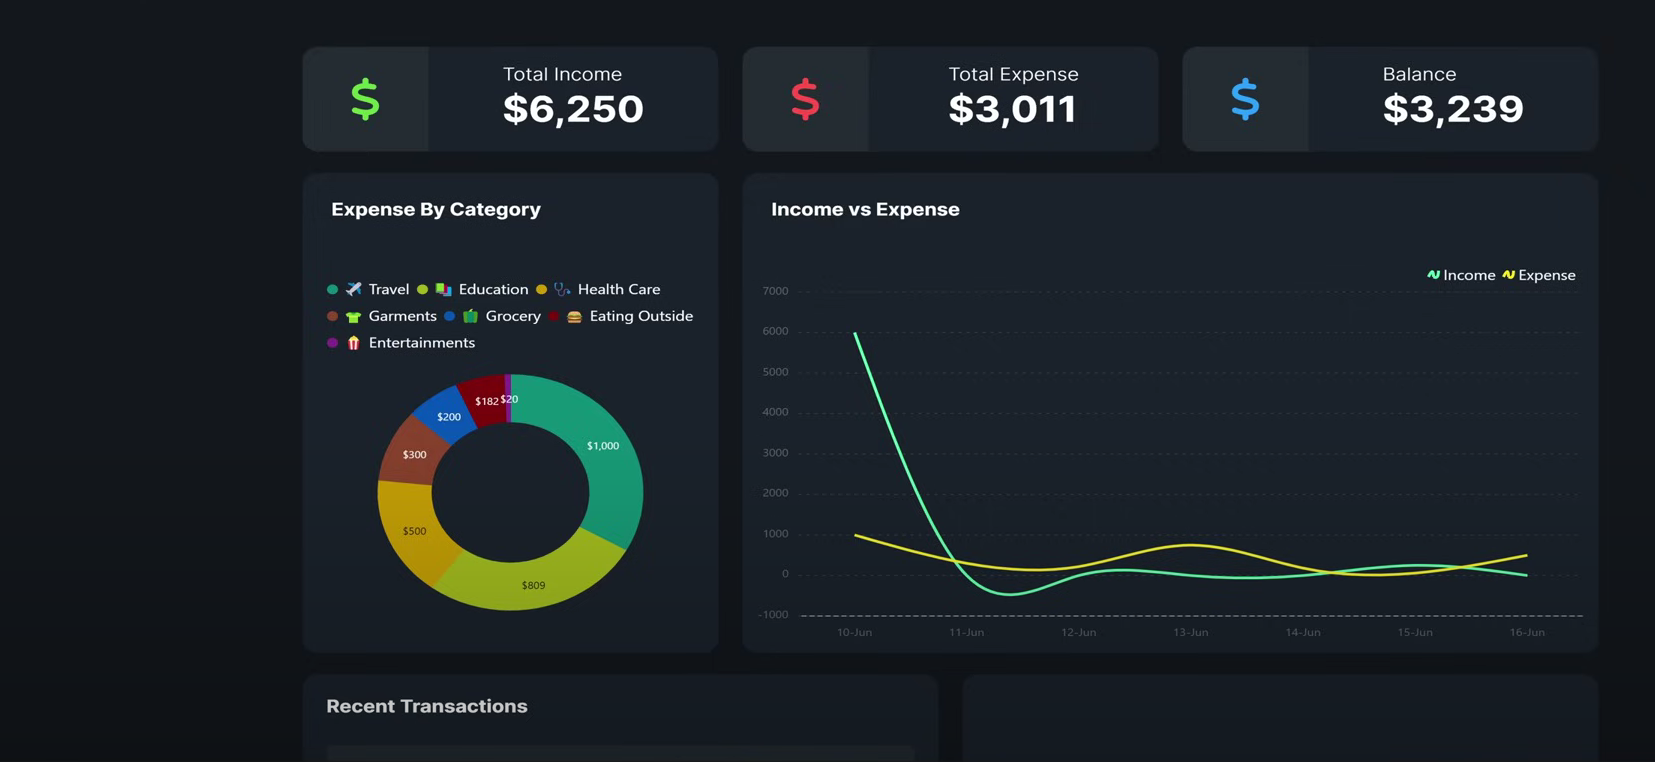 Total Income
$6,250
Total Expense
$3,011
Balance
$3,239
Expense By Category
Travel Education Health Care
Garments Grocery Eating Outside
Entertainments
$182 $20
$200
$1,000
$300
$500
$809
Income vs Expense
Income Expense
7000
6000
5000
4000
3000
2000
1000
0
-1000
10-Jun 11-Jun 12-Jun 13-Jun 14-Jun 15-Jun 16-Jun
Recent Transactions